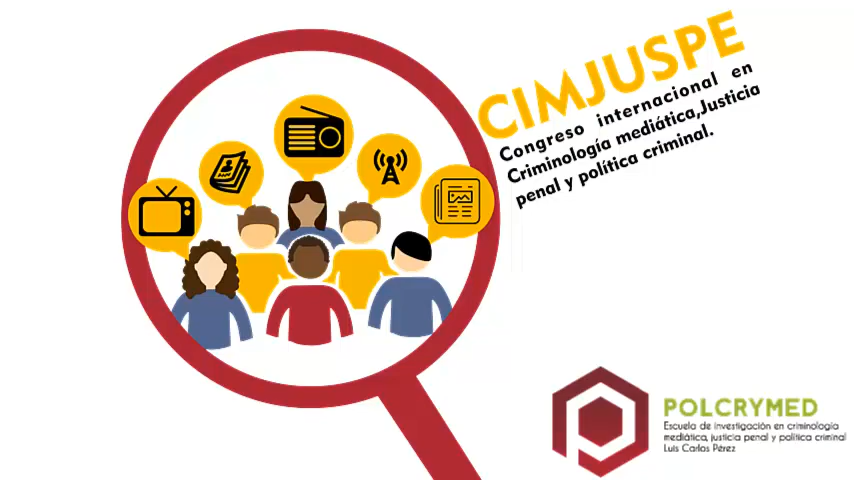 CIMJUSPE
Congreso internacional en
Criminología mediática,Justicia
penal y política criminal.
POLCRYMED
Escuela de investigación en criminología
mediática, justicia penal y política criminal
Luis Carlos Pérez